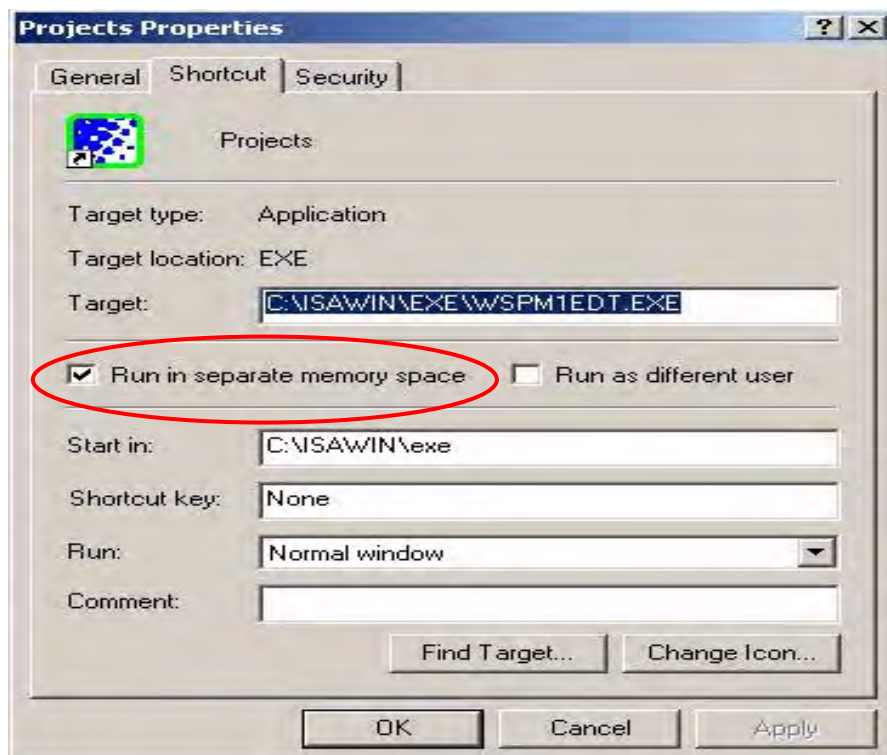 Projects Properties
General Shortcut Security
Projects
Target type: Application
Target location: EXE
Target: C:\ISAWIN\EXE\WSPM1EDT.EXE
Run in separate memory space Run as different user
Start in: C:\ISAWIN\exe
Shortcut key: None
Run: Normal window
Comment:
Find Target... Change Icon...
OK Cancel Apply